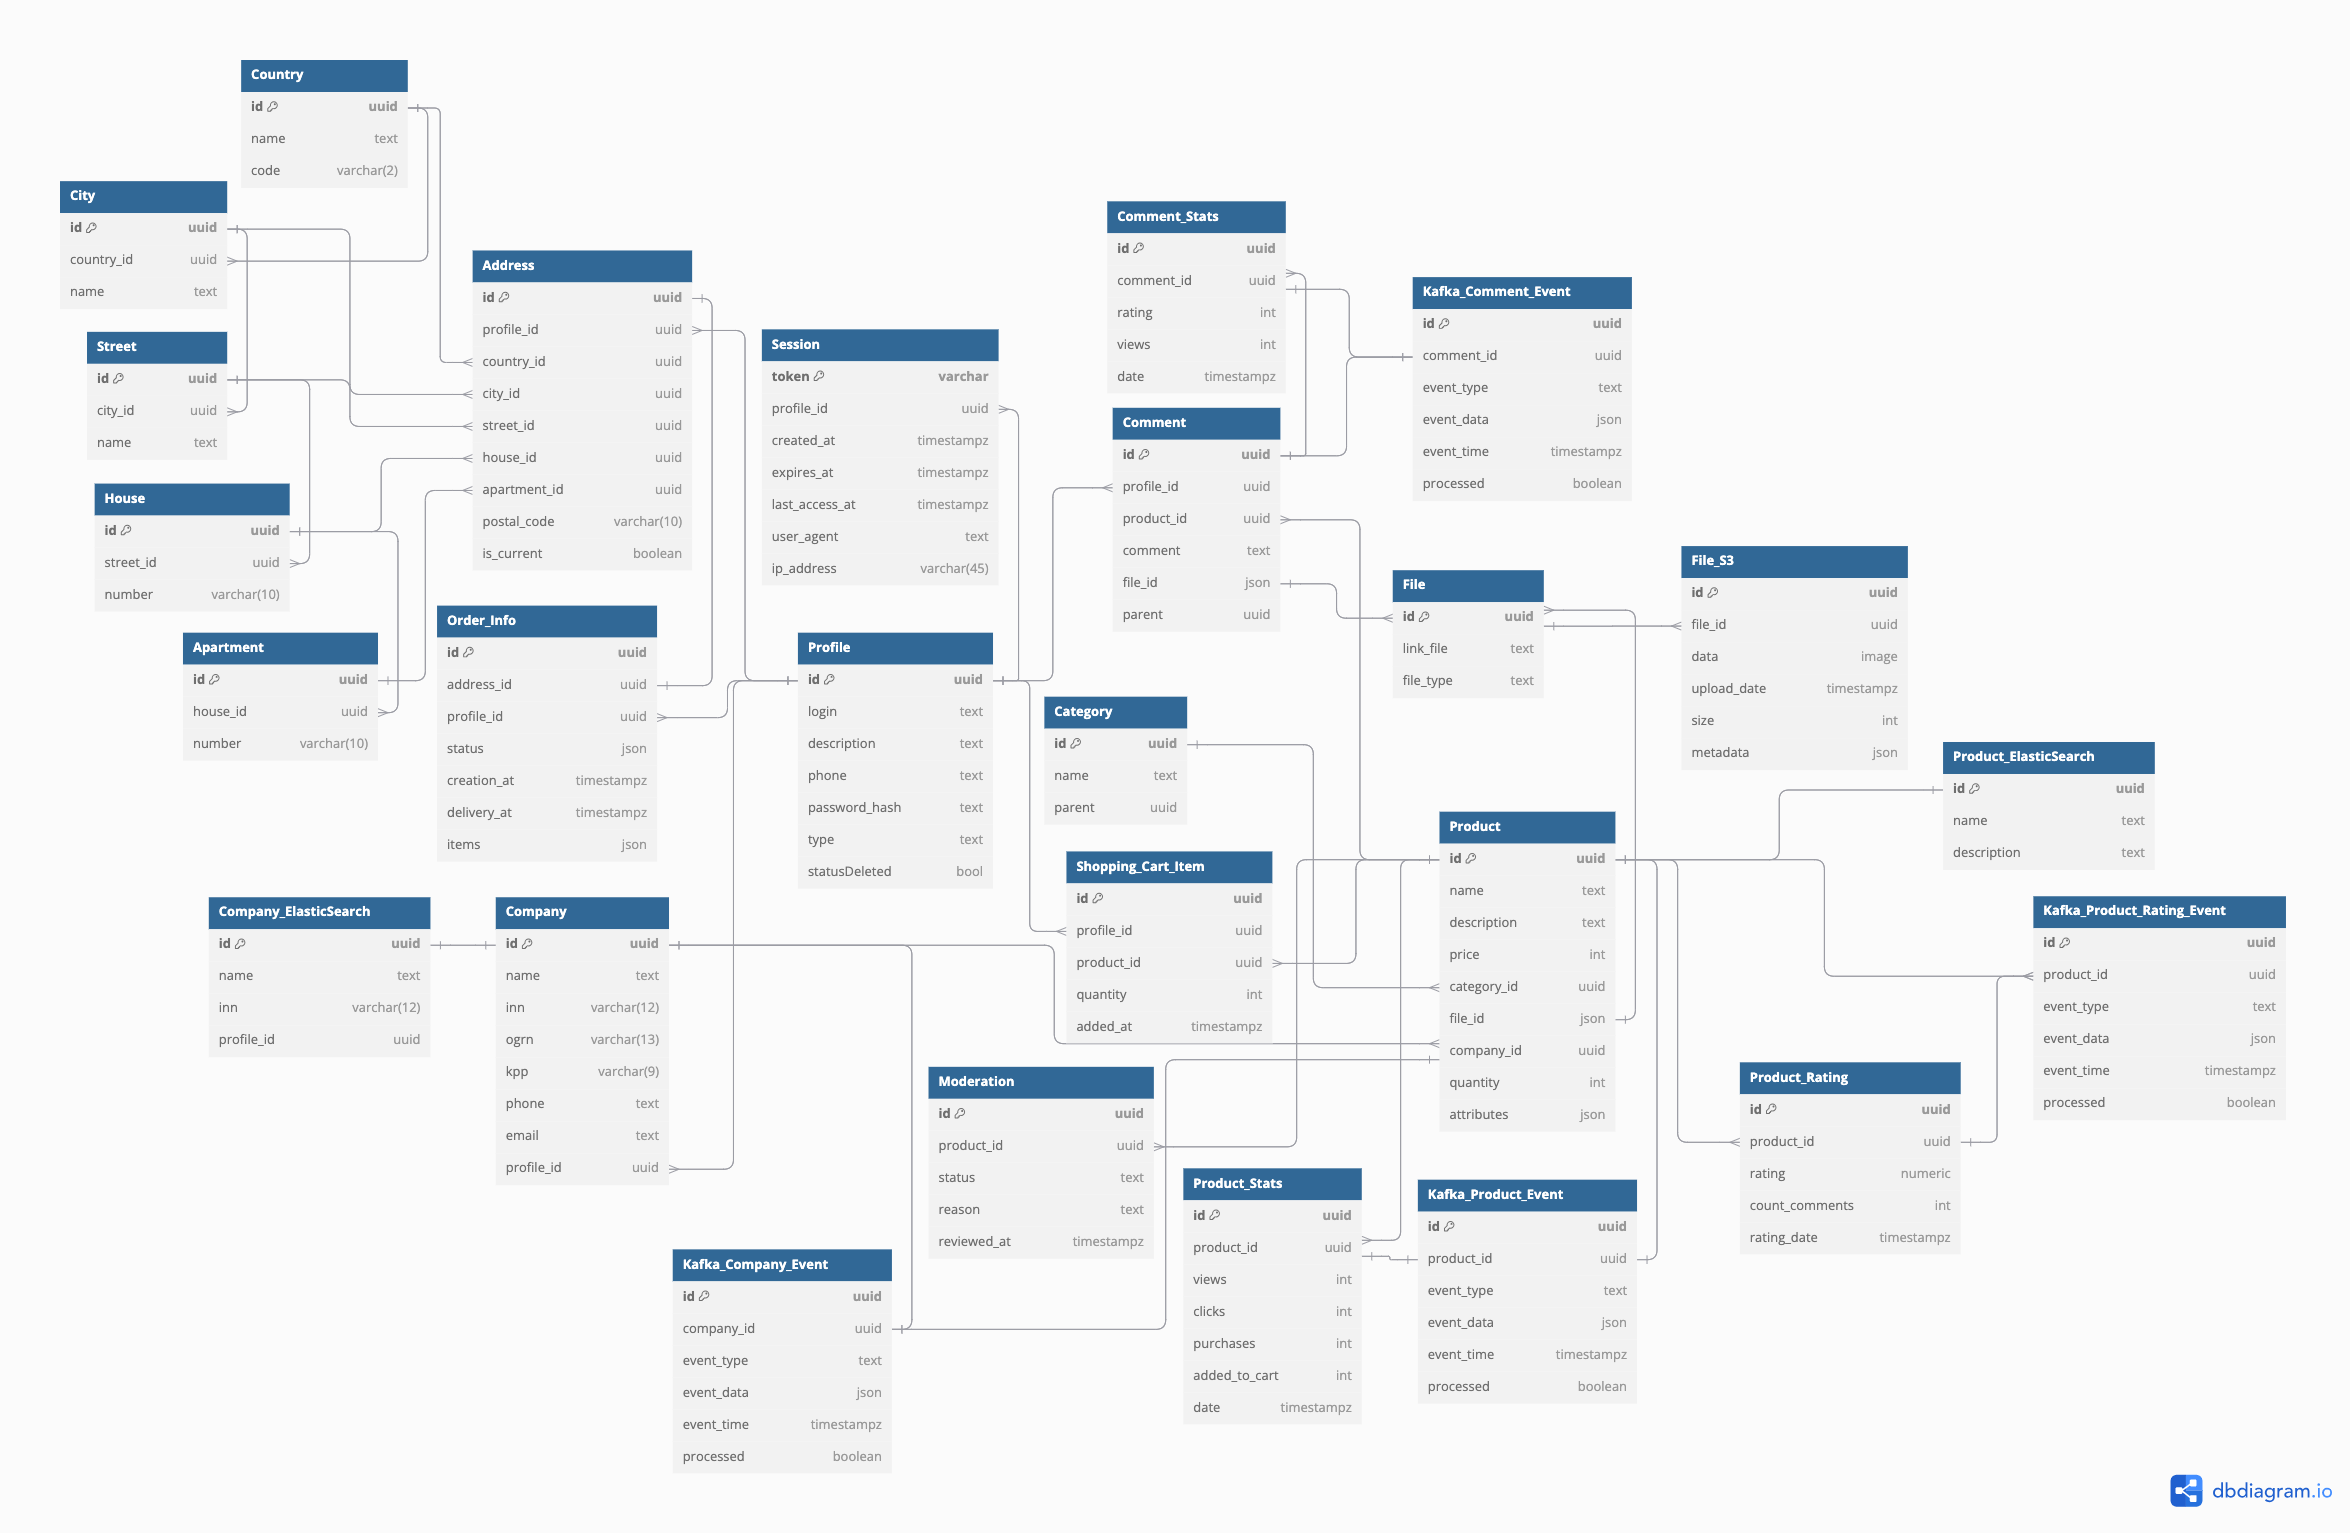 Country
id uuid
name text
code varchar(2)
City
id uuid
country_id uuid
name text
Street
id uuid
city_id uuid
name text
House
id uuid
street_id uuid
number varchar(10)
Apartment
id uuid
house_id uuid
number varchar(10)
Address
id uuid
profile_id uuid
country_id uuid
city_id uuid
street_id uuid
house_id uuid
apartment_id uuid
postal_code varchar(10)
is_current boolean
Order_Info
id uuid
address_id uuid
profile_id uuid
status json
creation_at timestampz
delivery_at timestampz
items json
Session
token varchar
profile_id uuid
created_at timestampz
expires_at timestampz
last_access_at timestampz
user_agent text
ip_address varchar(45)
Profile
id uuid
login text
description text
phone text
password_hash text
type text
statusDeleted bool
Comment_Stats
id uuid
comment_id uuid
rating int
views int
date timestampz
Kafka_Comment_Event
id uuid
comment_id uuid
event_type text
event_data json
event_time timestampz
processed boolean
Comment
id uuid
profile_id uuid
product_id uuid
comment text
file_id json
parent uuid
File
id uuid
link_file text
file_type text
File_S3
id uuid
file_id uuid
data image
upload_date timestampz
size int
metadata json
Category
id uuid
name text
parent uuid
Product_ElasticSearch
id uuid
name text
description text
Product
id uuid
name text
description text
price int
category_id uuid
file_id json
company_id uuid
quantity int
attributes json
Shopping_Cart_Item
id uuid
profile_id uuid
product_id uuid
quantity int
added_at timestampz
Company_ElasticSearch
id uuid
name text
inn varchar(12)
profile_id uuid
Company
id uuid
name text
inn varchar(12)
ogrn varchar(13)
kpp varchar(9)
phone text
email text
profile_id uuid
Kafka_Product_Rating_Event
id uuid
product_id uuid
event_type text
event_data json
event_time timestampz
processed boolean
Moderation
id uuid
product_id uuid
status text
reason text
reviewed_at timestampz
Product_Rating
id uuid
product_id uuid
rating numeric
count_comments int
rating_date timestampz
Product_Stats
id uuid
product_id uuid
views int
clicks int
purchases int
added_to_cart int
date timestampz
Kafka_Product_Event
id uuid
product_id uuid
event_type text
event_data json
event_time timestampz
processed boolean
Kafka_Company_Event
id uuid
company_id uuid
event_type text
event_data json
event_time timestampz
processed boolean
dbdiagram.io